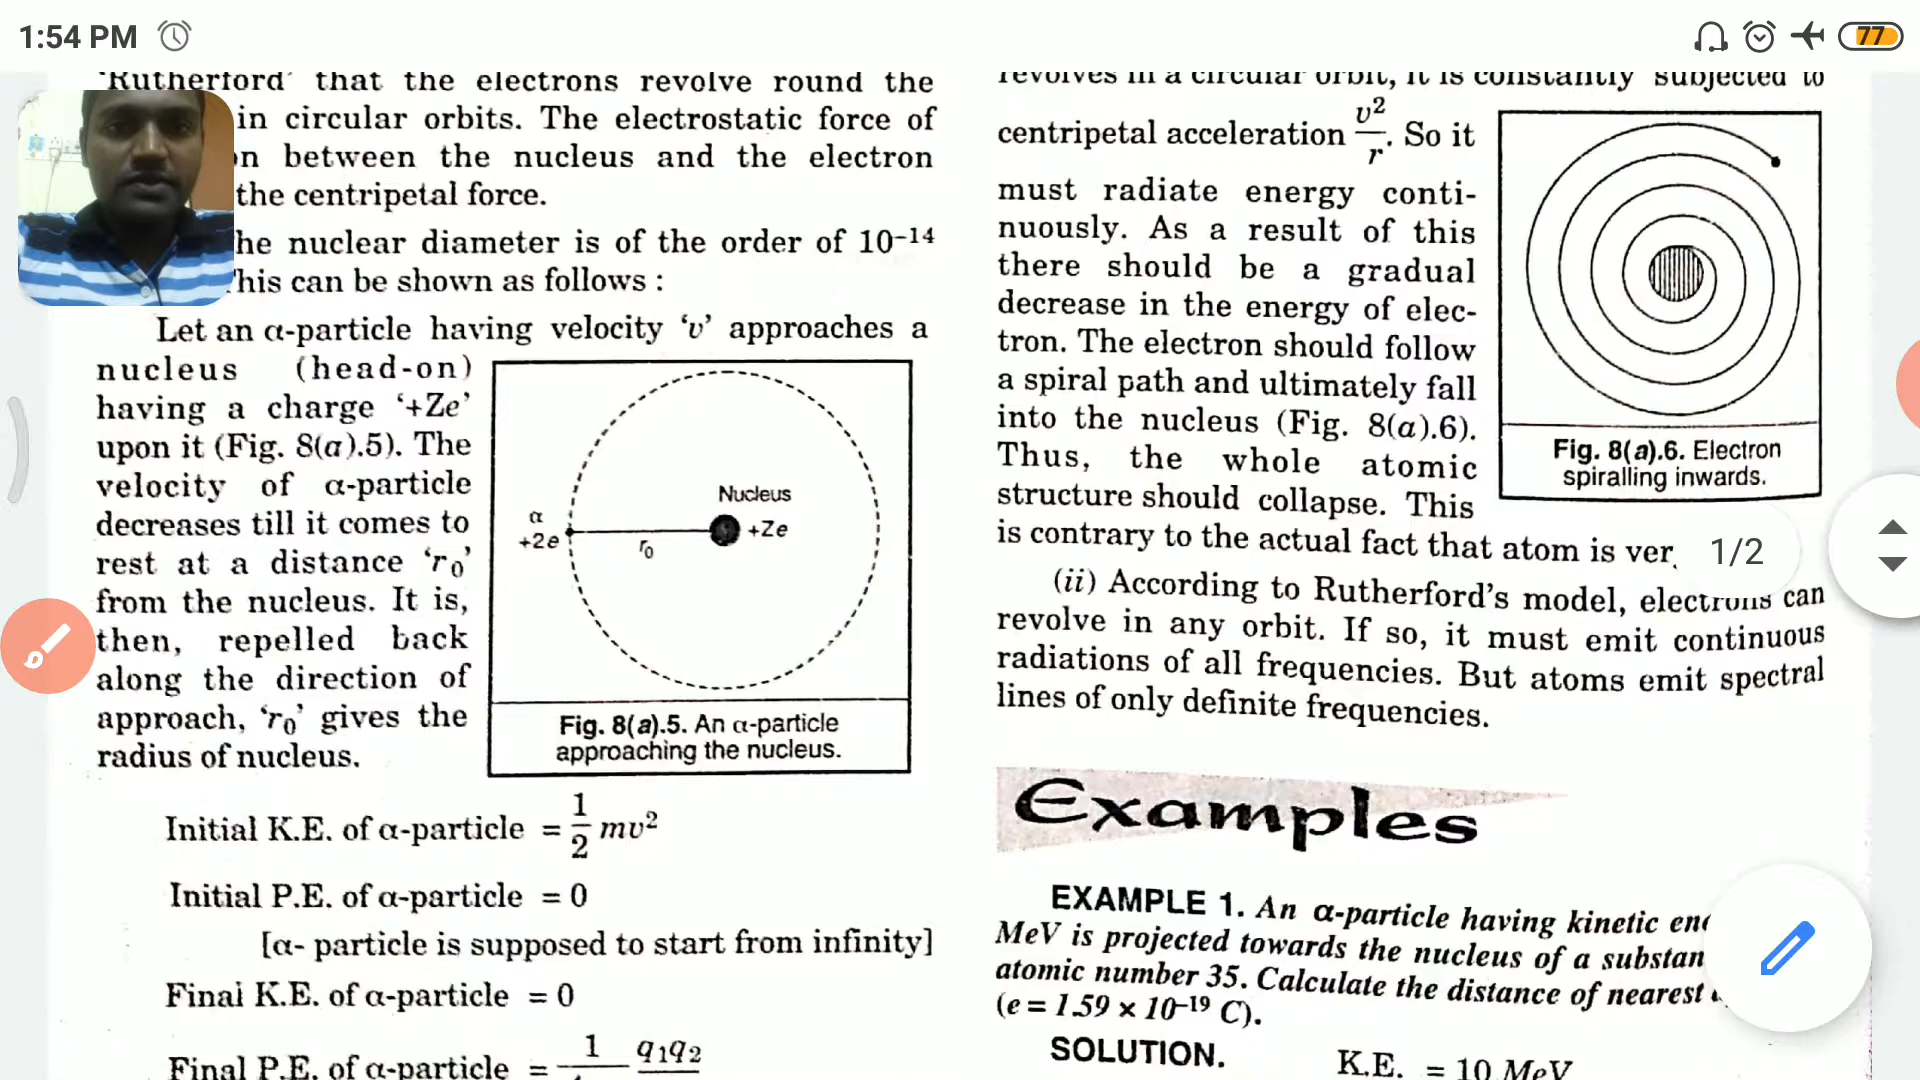 1:54 PM
77
'Rutherford' that the electrons revolve round the
in circular orbits. The electrostatic force of
n between the nucleus and the electron
the centripetal force.
he nuclear diameter is of the order of 10⁻¹⁴
his can be shown as follows :
Let an α-particle having velocity 'v' approaches a
nucleus (head-on)
having a charge '+Ze'
upon it (Fig. 8(a).5). The
velocity of α-particle
decreases till it comes to
rest at a distance 'r₀'
from the nucleus. It is,
then, repelled back
along the direction of
approach, 'r₀' gives the
radius of nucleus.
Nucleus
α
+2e
r₀
+Ze
Fig. 8(a).5. An α-particle
approaching the nucleus.
Initial K.E. of α-particle = 1/2 mv²
Initial P.E. of α-particle = 0
[α- particle is supposed to start from infinity]
Final K.E. of α-particle = 0
Final P.E. of α-particle = 1 q₁q₂
revolves in a circular orbit, it is constantly subjected to
centripetal acceleration v²/r. So it
must radiate energy conti-
nuously. As a result of this
there should be a gradual
decrease in the energy of elec-
tron. The electron should follow
a spiral path and ultimately fall
into the nucleus (Fig. 8(a).6).
Thus, the whole atomic
structure should collapse. This
is contrary to the actual fact that atom is ver
Fig. 8(a).6. Electron
spiralling inwards.
1/2
(ii) According to Rutherford's model, electrons can
revolve in any orbit. If so, it must emit continuous
radiations of all frequencies. But atoms emit spectral
lines of only definite frequencies.
Examples
EXAMPLE 1. An α-particle having kinetic ene
MeV is projected towards the nucleus of a substan
atomic number 35. Calculate the distance of nearest
(e = 1.59 × 10⁻¹⁹ C).
SOLUTION. K.E. = 10 MeV